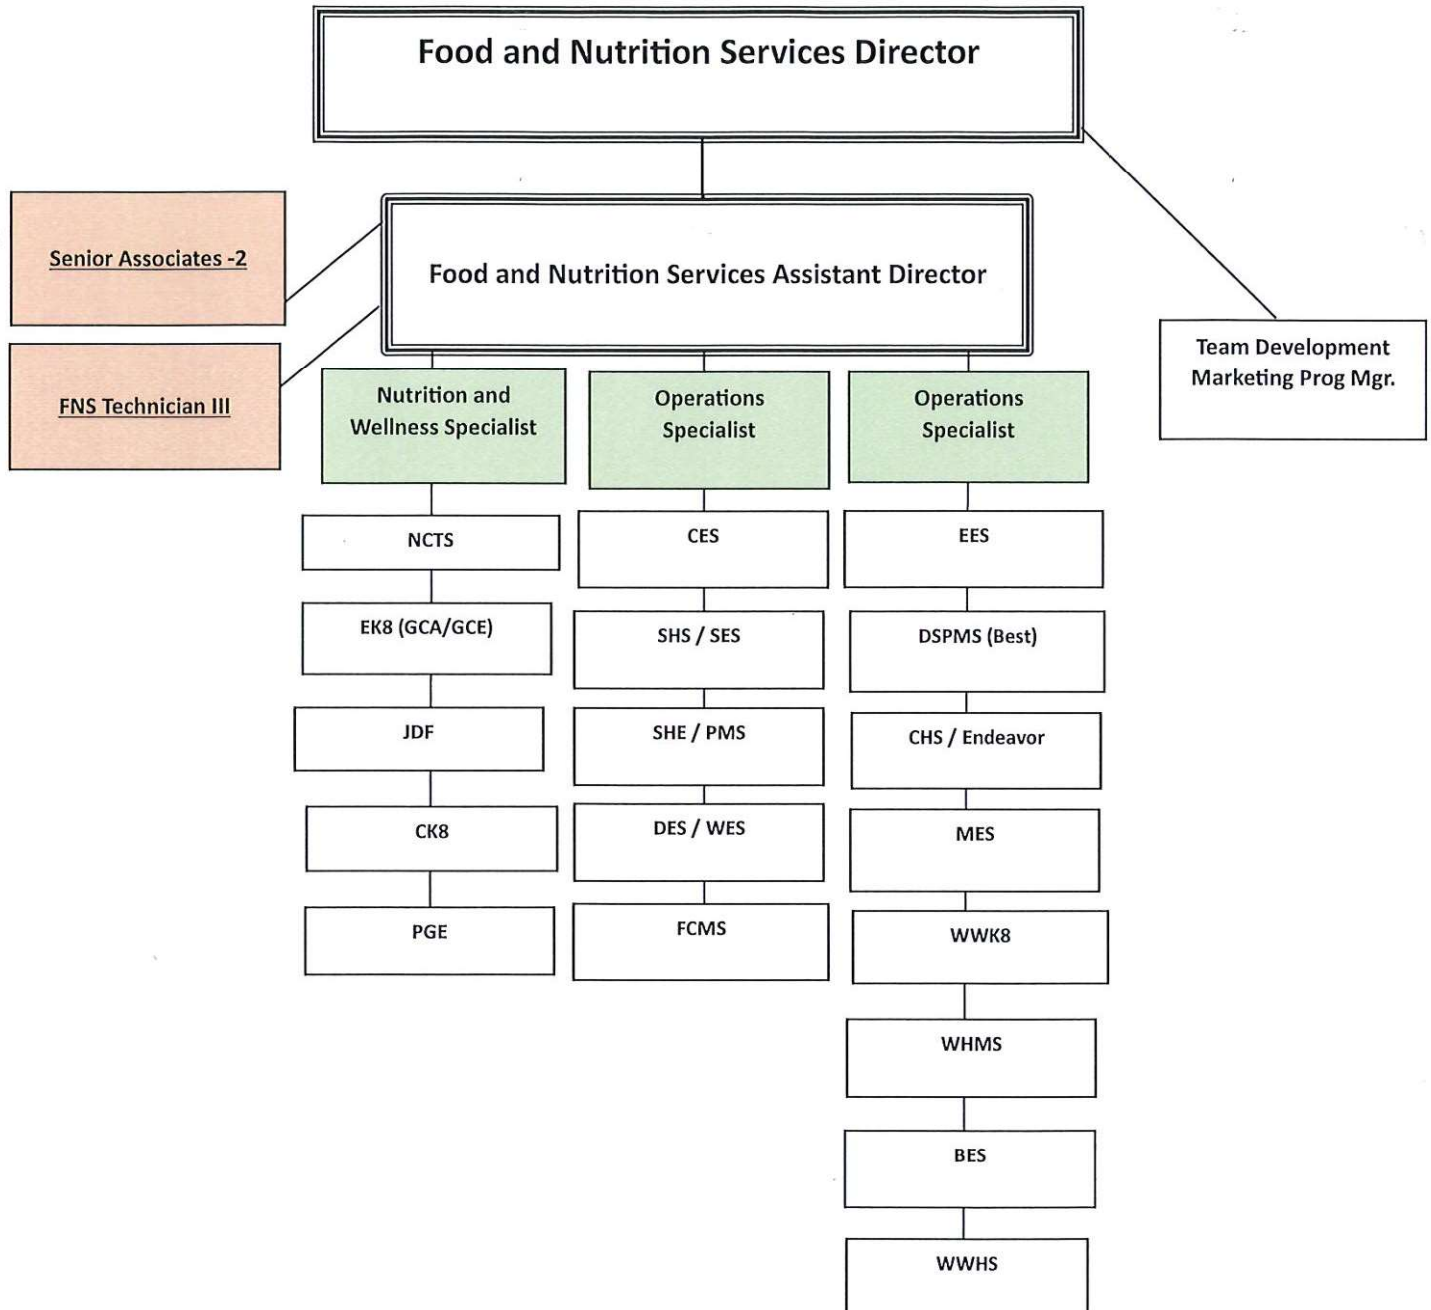 Food and Nutrition Services Director
Senior Associates -2
Food and Nutrition Services Assistant Director
FNS Technician III
Team Development
Marketing Prog Mgr.
Nutrition and
Wellness Specialist
Operations
Specialist
Operations
Specialist
NCTS
EK8 (GCA/GCE)
JDF
CK8
PGE
CES
SHS / SES
SHE / PMS
DES / WES
FCMS
EES
DSPMS (Best)
CHS / Endeavor
MES
WWK8
WHMS
BES
WWHS